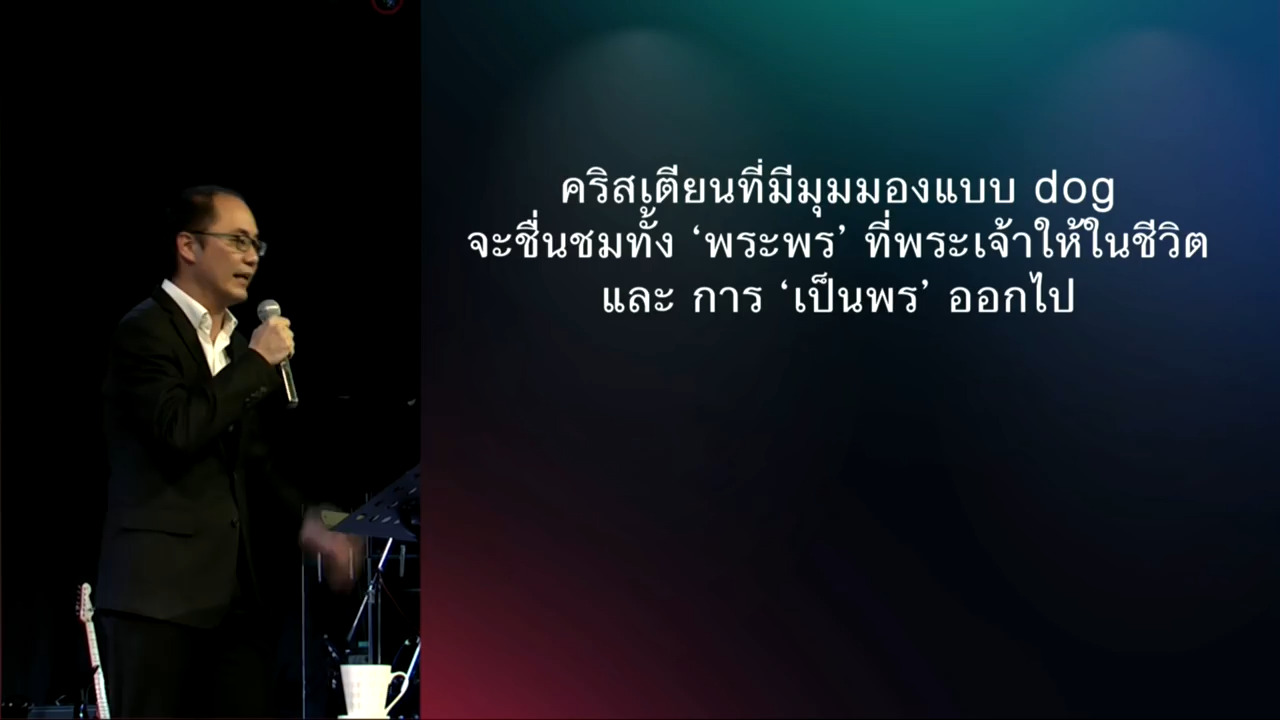 คริสเตียนที่มีมุมมองแบบ dog
จะชื่นชมทั้ง ‘พระพร’ ที่พระเจ้าให้ในชีวิต
และ การ ‘เป็นพร’ ออกไป